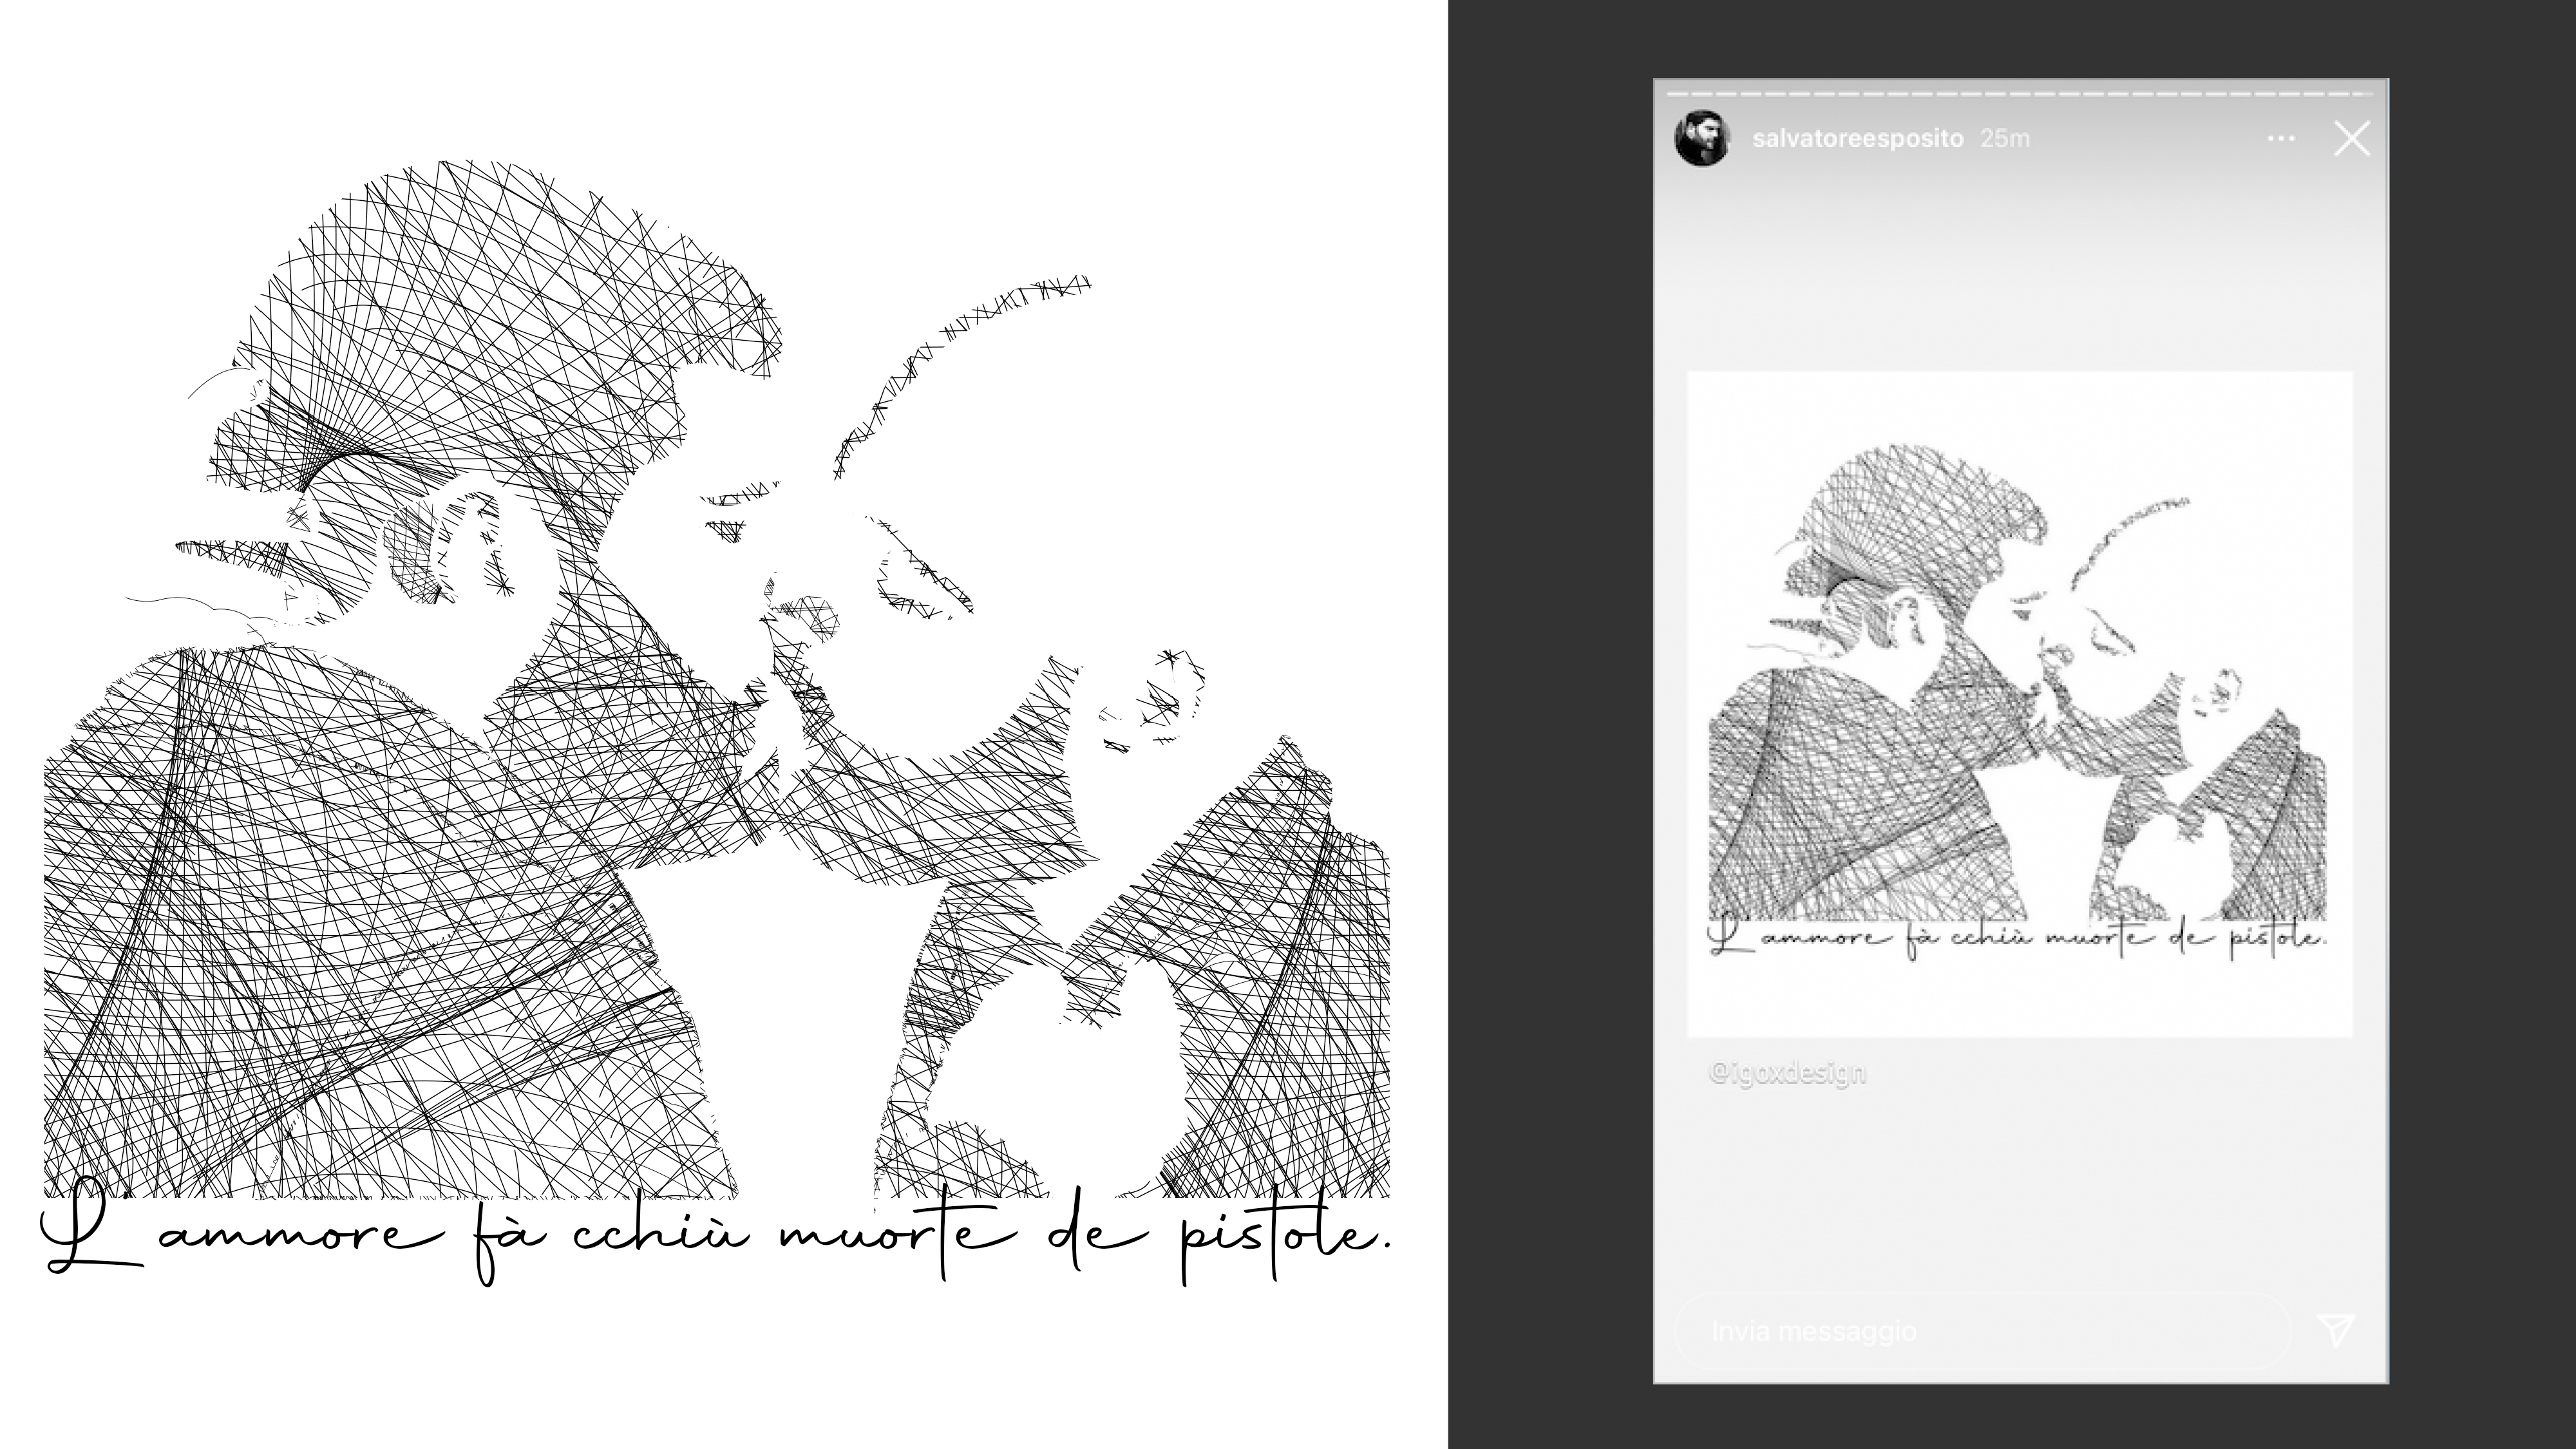 L' ammore fà cchiù muorte de pistole.
salvatoreesposito 25m
L' ammore fà cchiù muorte de pistole.
@igoxdesign
Invia messaggio